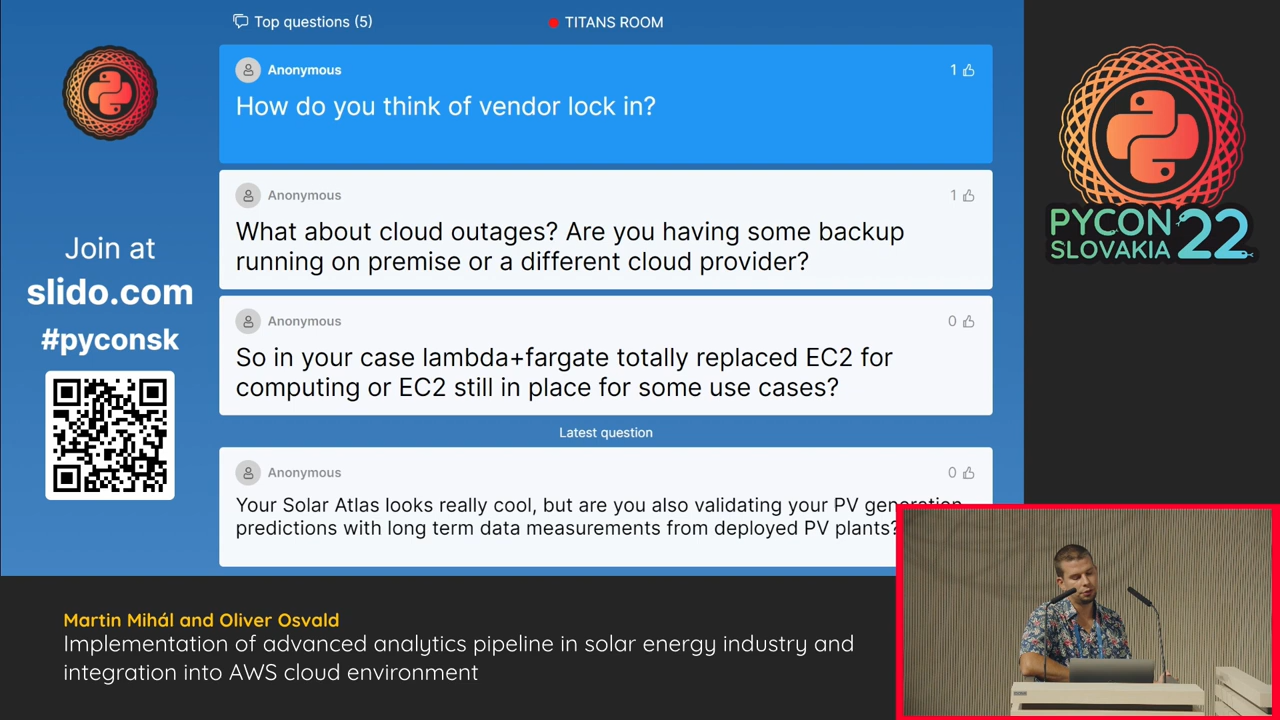 Top questions (5)
TITANS ROOM
Anonymous
1
How do you think of vendor lock in?
Anonymous
1
What about cloud outages? Are you having some backup
running on premise or a different cloud provider?
Anonymous
0
So in your case lambda+fargate totally replaced EC2 for
computing or EC2 still in place for some use cases?
Latest question
Anonymous
0
Your Solar Atlas looks really cool, but are you also validating your PV generation
predictions with long term data measurements from deployed PV plants?
Join at
slido.com
#pyconsk
PYCON
SLOVAKIA
22
Martin Mihál and Oliver Osvald
Implementation of advanced analytics pipeline in solar energy industry and
integration into AWS cloud environment